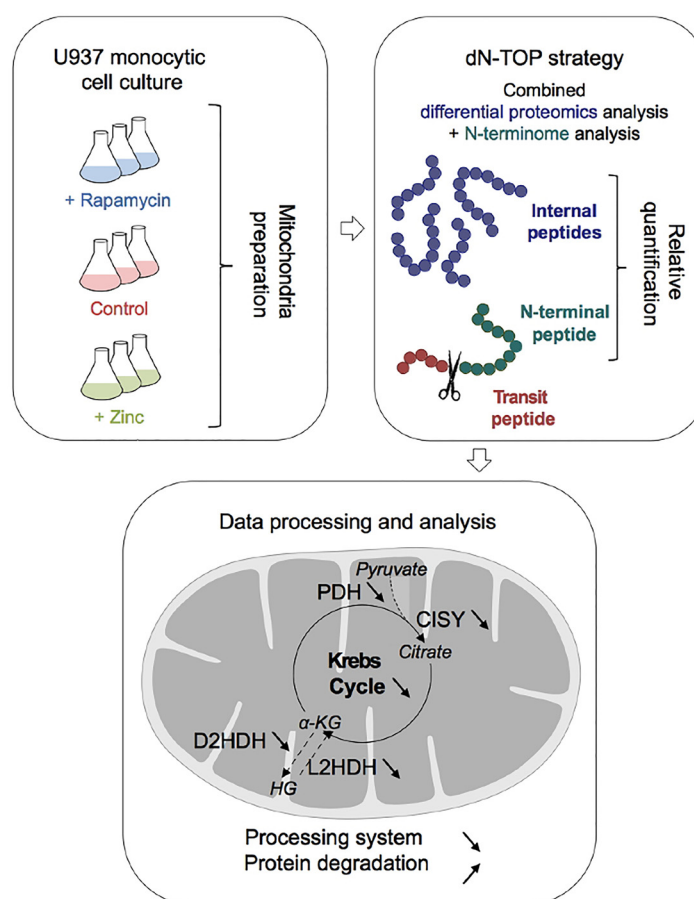 U937 monocytic
cell culture
+ Rapamycin
Control
+ Zinc
Mitochondria
preparation
dN-TOP strategy
Combined
differential proteomics analysis
+ N-terminome analysis
Internal
peptides
N-terminal
peptide
Transit
peptide
Relative
quantification
Data processing and analysis
Pyruvate
PDH
CISY
Citrate
Krebs
Cycle
α-KG
D2HDH
L2HDH
HG
Processing system
Protein degradation